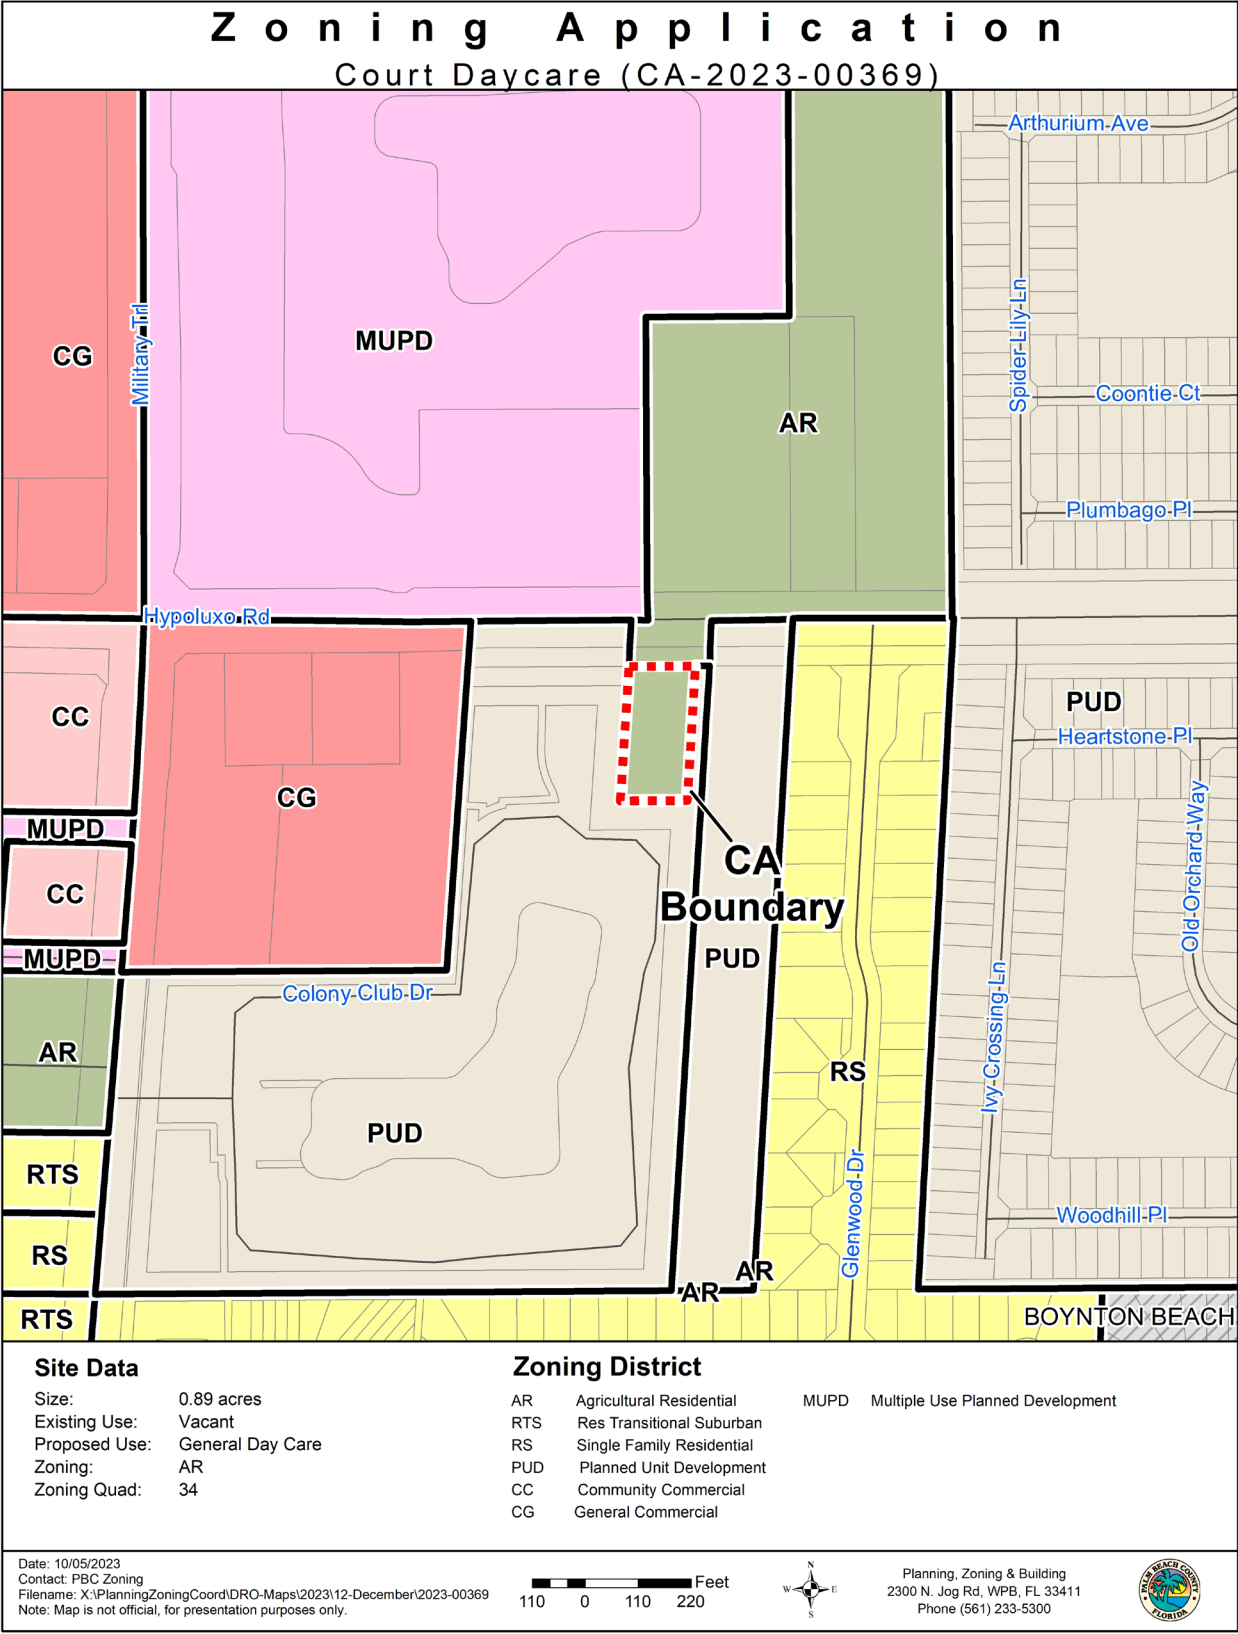 Zoning Application
Court Daycare (CA-2023-00369)
Arthurium Ave
Military Trl
Spider Lily Ln
MUPD
CG
Coontie Ct
AR
Plumbago Pl
Hypoluxo Rd
CC
PUD
Heartstone Pl
CG
MUPD
Old Orchard Way
CA
Boundary
CC
PUD
MUPD
Colony Club Dr
Ivy Crossing Ln
AR
RS
PUD
RTS
Glenwood Dr
Woodhill Pl
RS
AR
AR
RTS
BOYNTON BEACH
Site Data
Size: 0.89 acres
Existing Use: Vacant
Proposed Use: General Day Care
Zoning: AR
Zoning Quad: 34
Zoning District
AR Agricultural Residential
RTS Res Transitional Suburban
RS Single Family Residential
PUD Planned Unit Development
CC Community Commercial
CG General Commercial
MUPD Multiple Use Planned Development
Date: 10/05/2023
Contact: PBC Zoning
Filename: X:\PlanningZoningCoord\DRO-Maps\2023\12-December\2023-00369
Note: Map is not official, for presentation purposes only.
Feet
110 0 110 220
N
W E
S
Planning, Zoning & Building
2300 N. Jog Rd, WPB, FL 33411
Phone (561) 233-5300
PALM BEACH COUNTY
FLORIDA